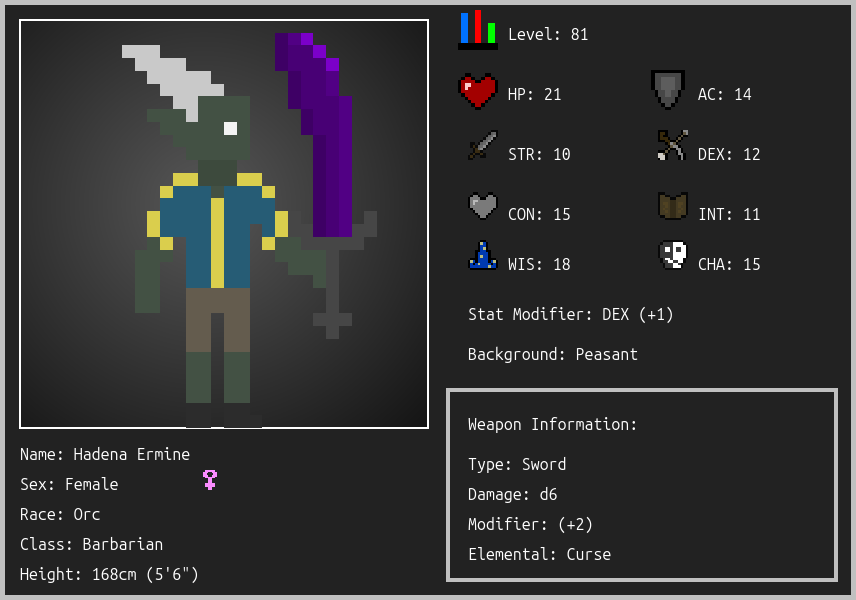 Level: 81
HP: 21
AC: 14
STR: 10
DEX: 12
CON: 15
INT: 11
WIS: 18
CHA: 15
Stat Modifier: DEX (+1)
Background: Peasant
Weapon Information:
Type: Sword
Damage: d6
Modifier: (+2)
Elemental: Curse
Name: Hadena Ermine
Sex: Female
Race: Orc
Class: Barbarian
Height: 168cm (5'6")